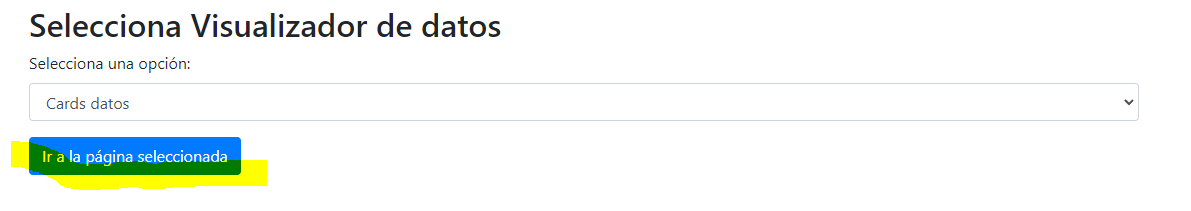 Selecciona Visualizador de datos
Selecciona una opción:
Cards datos
Ir a la página seleccionada